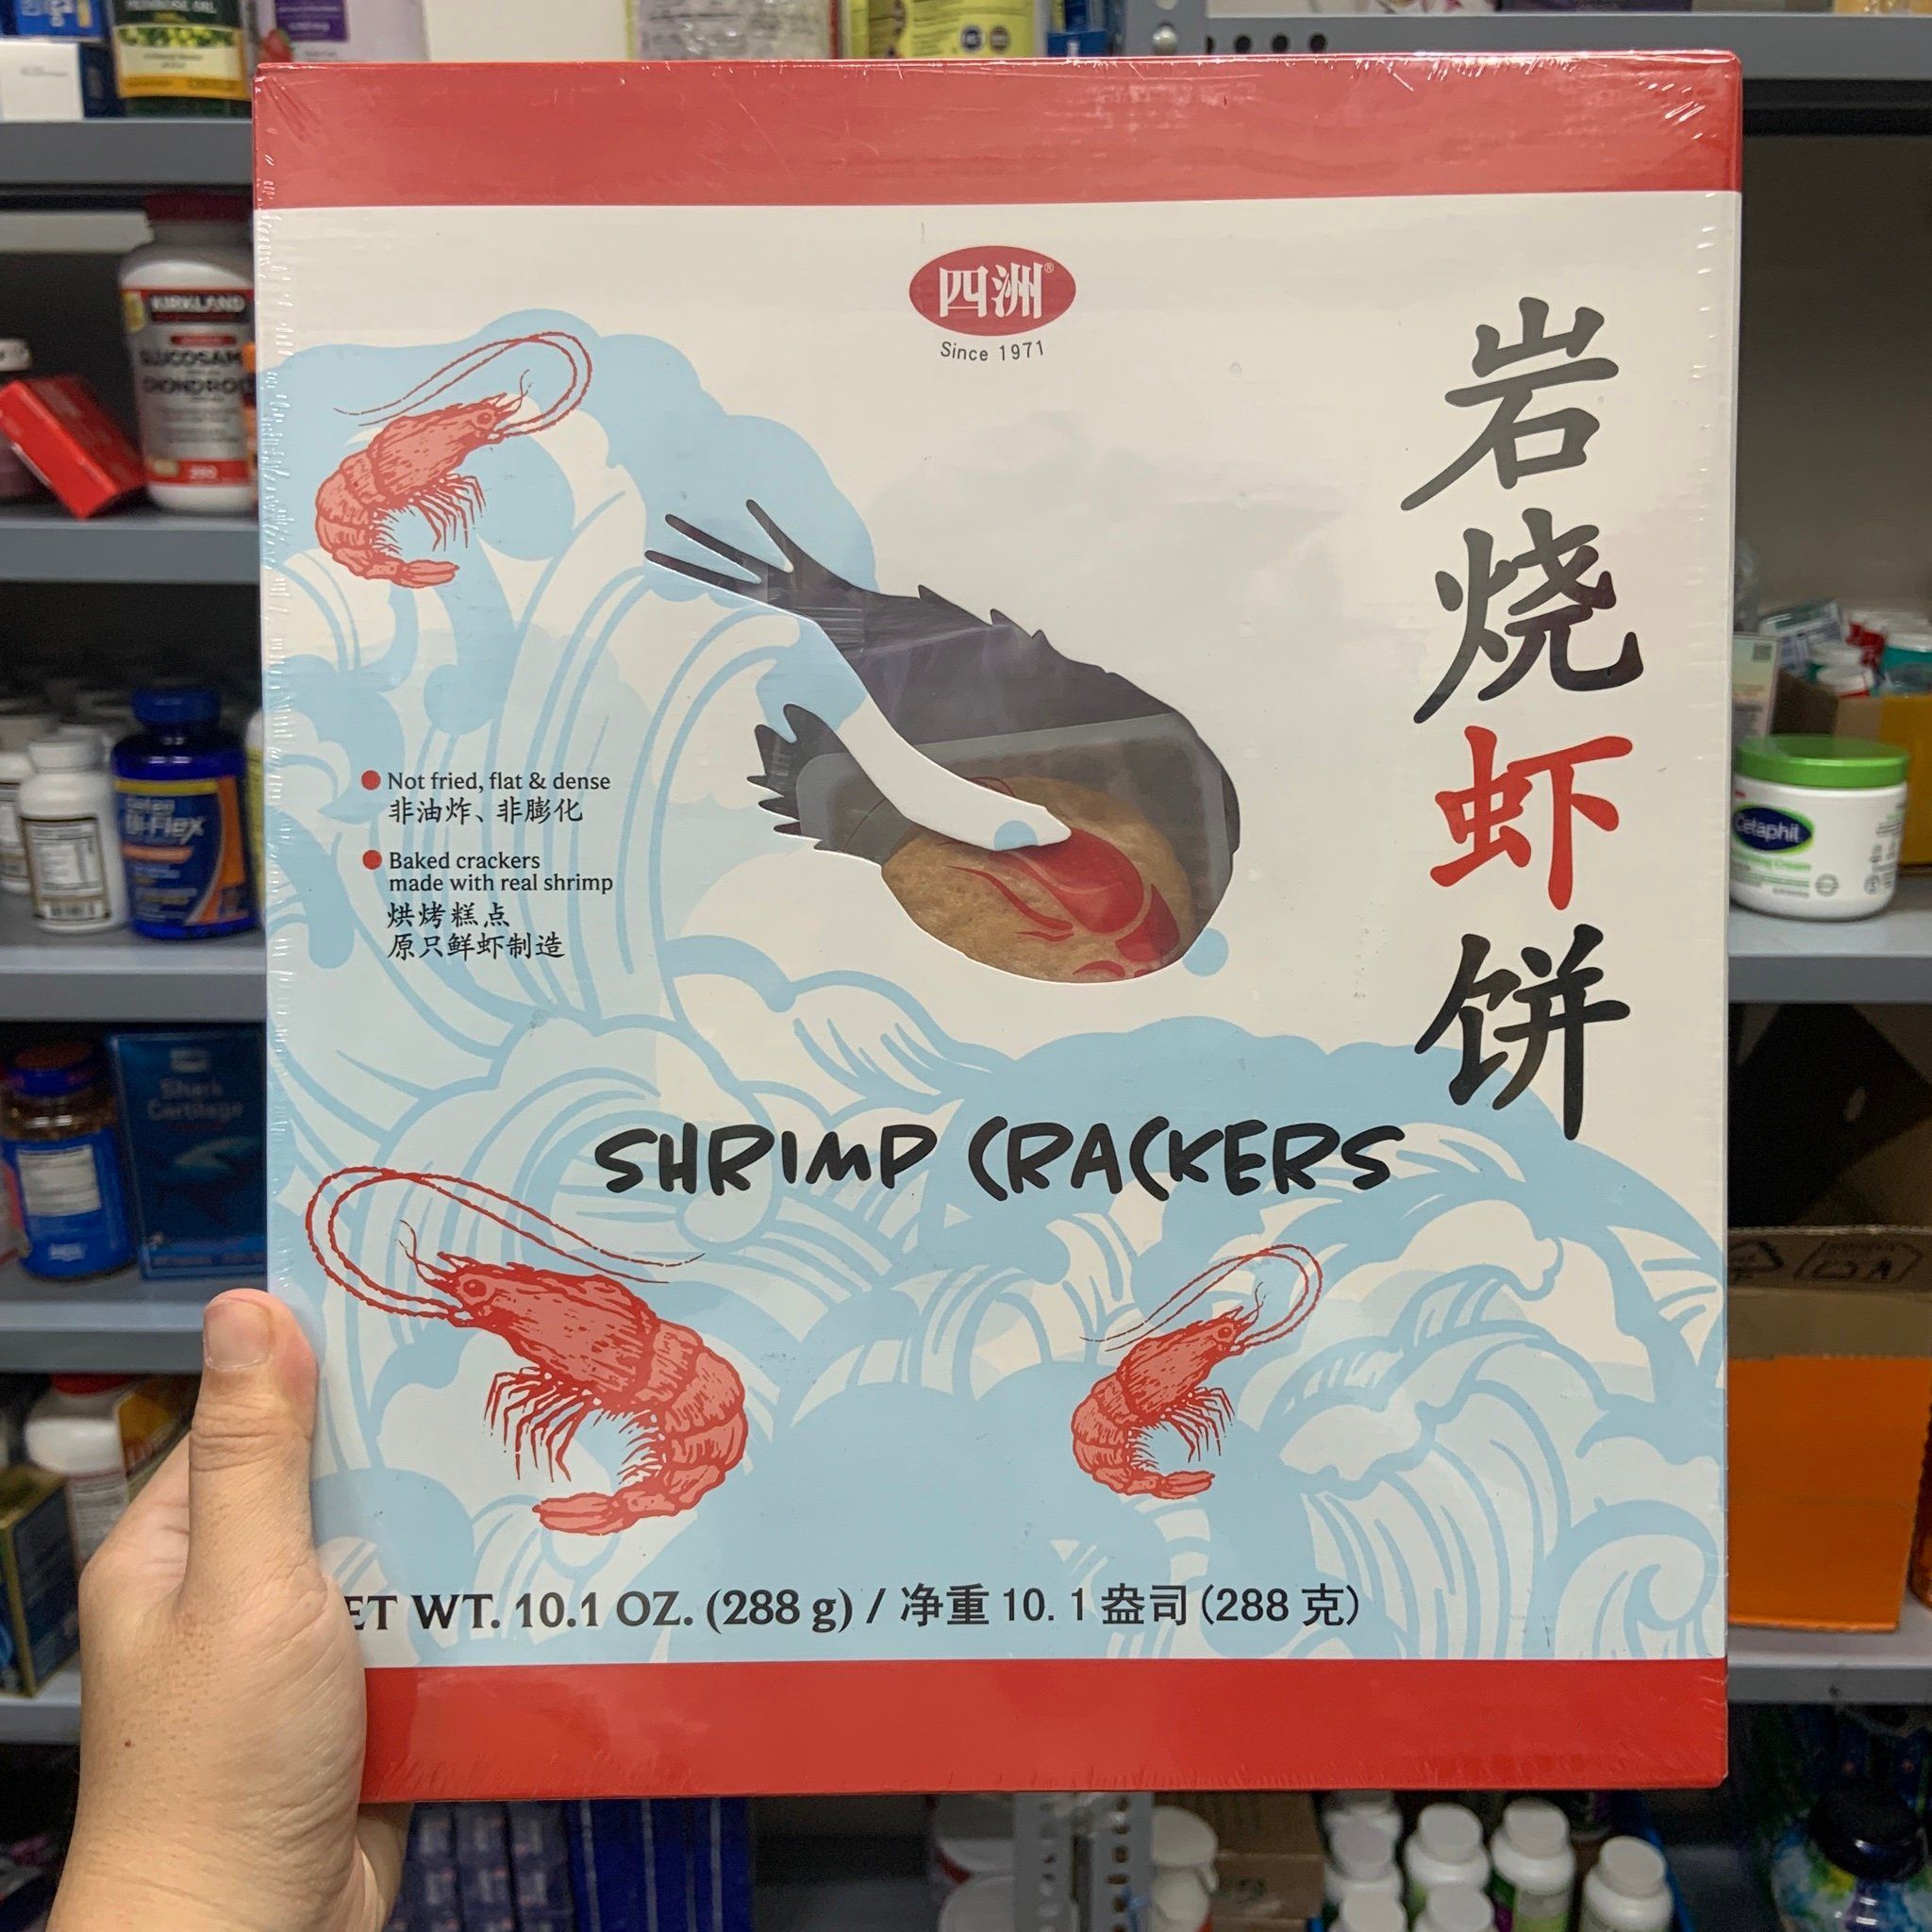 四洲®
Since 1971
岩烧虾饼
Not fried, flat & dense
非油炸、非膨化
Baked crackers
made with real shrimp
烘烤糕点
原只鲜虾制造
SHRIMP CRACKERS
ET WT. 10.1 OZ. (288 g) / 净重 10.1 盎司 (288 克)
KIRKLAND
Shark
Cartilage
Cetaphil